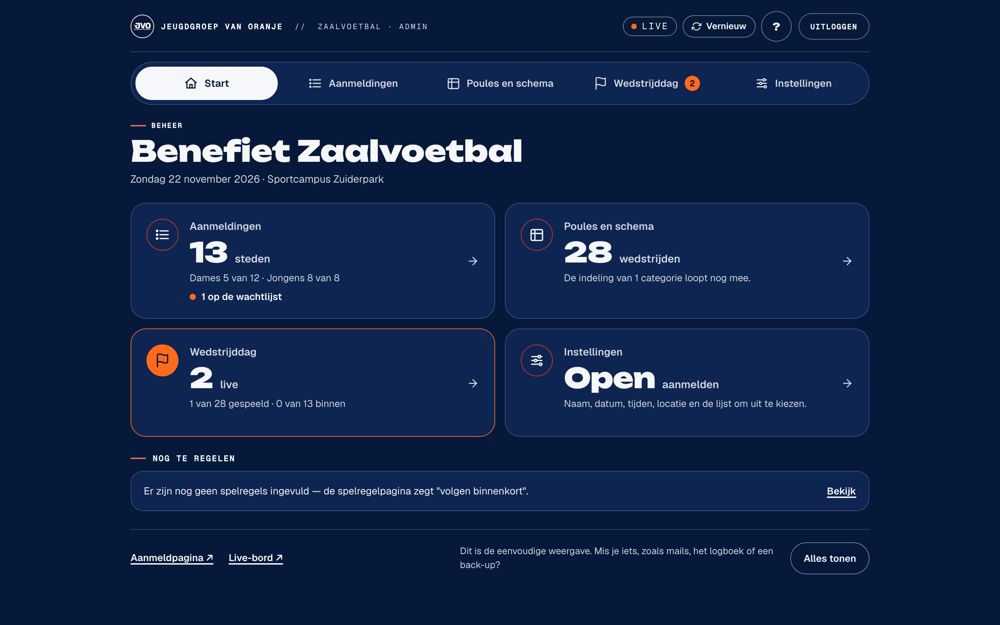 JVO JEUGDGROEP VAN ORANJE // ZAALVOETBAL · ADMIN
LIVE
Vernieuw
?
UITLOGGEN
Start
Aanmeldingen
Poules en schema
Wedstrijddag 2
Instellingen
BEHEER
Benefiet Zaalvoetbal
Zondag 22 november 2026 · Sportcampus Zuiderpark
Aanmeldingen
13 steden
Dames 5 van 12 · Jongens 8 van 8
1 op de wachtlijst
→
Poules en schema
28 wedstrijden
De indeling van 1 categorie loopt nog mee.
→
Wedstrijddag
2 live
1 van 28 gespeeld · 0 van 13 binnen
→
Instellingen
Open aanmelden
Naam, datum, tijden, locatie en de lijst om uit te kiezen.
→
NOG TE REGELEN
Er zijn nog geen spelregels ingevuld — de spelregelpagina zegt "volgen binnenkort".
Bekijk
Aanmeldpagina ↗
Live-bord ↗
Dit is de eenvoudige weergave. Mis je iets, zoals mails, het logboek of een
back-up?
Alles tonen